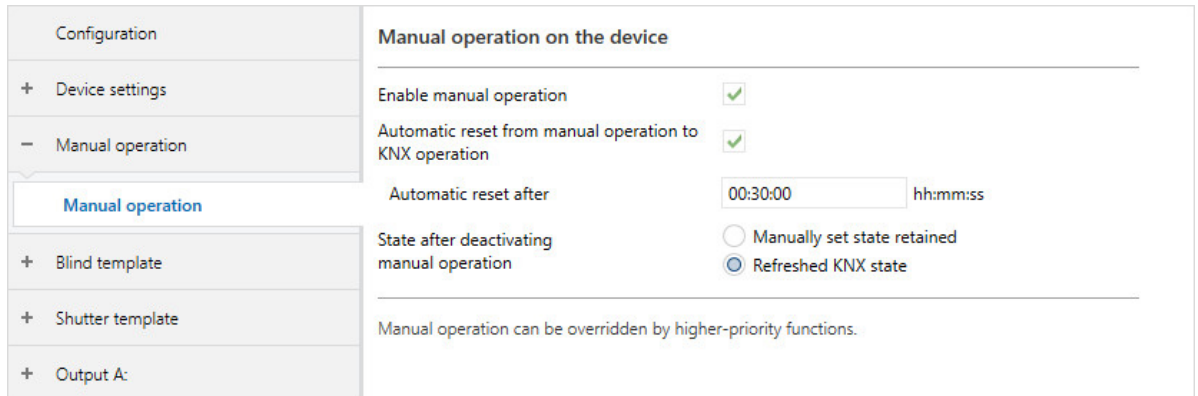 Configuration
+ Device settings
− Manual operation
Manual operation
+ Blind template
+ Shutter template
+ Output A:
Manual operation on the device
Enable manual operation
Automatic reset from manual operation to
KNX operation
Automatic reset after 00:30:00 hh:mm:ss
State after deactivating
manual operation
Manually set state retained
Refreshed KNX state
Manual operation can be overridden by higher-priority functions.